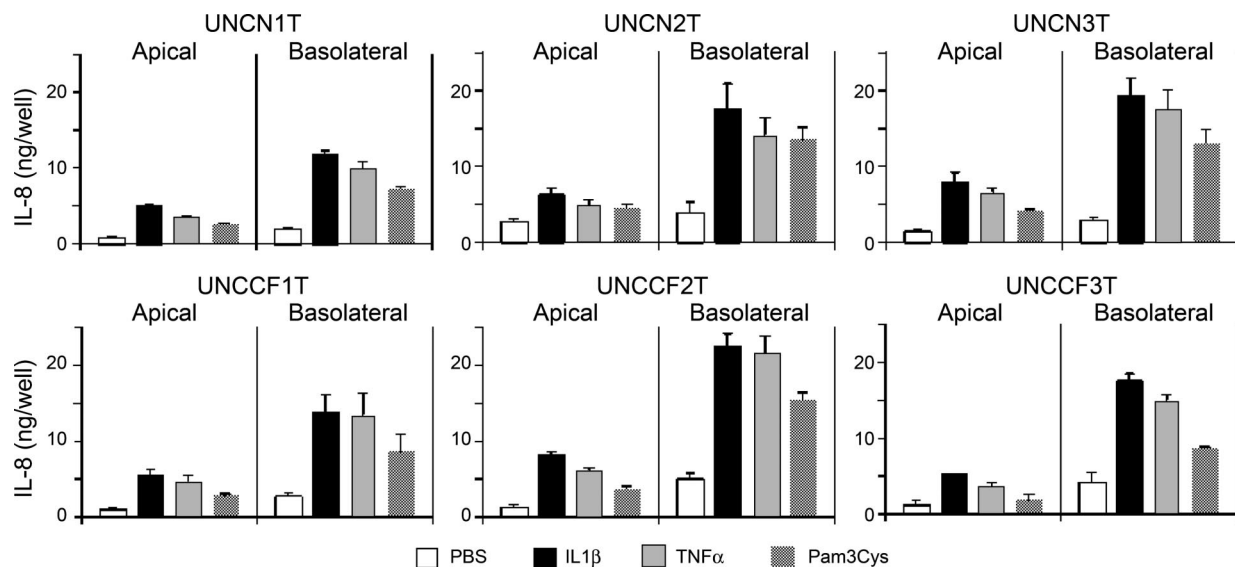 UNCN1T UNCN2T UNCN3T
Apical Basolateral Apical Basolateral Apical Basolateral
IL-8 (ng/well)
20 20 20
10 10 10
0 0 0
UNCCF1T UNCCF2T UNCCF3T
Apical Basolateral Apical Basolateral Apical Basolateral
IL-8 (ng/well)
20 20 20
10 10 10
0 0 0
PBS IL1β TNFα Pam3Cys